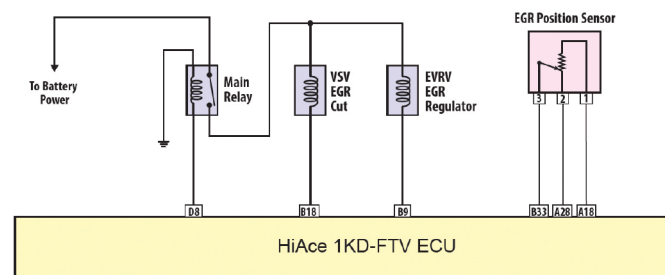 EGR Position Sensor
To Battery
Power
Main
Relay
VSV
EGR
Cut
EVRV
EGR
Regulator
3 2 1
D8 B18 B9 B33 A28 A18
HiAce 1KD-FTV ECU